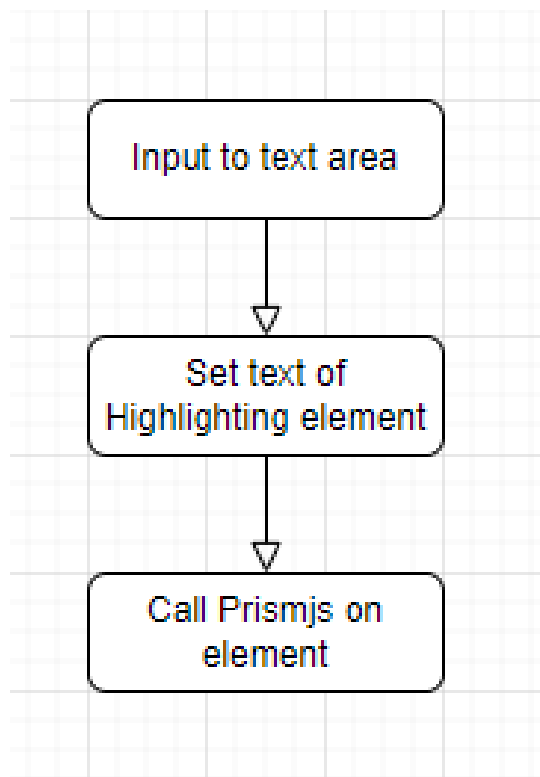 Input to text area
Set text of
Highlighting element
Call Prismjs on
element